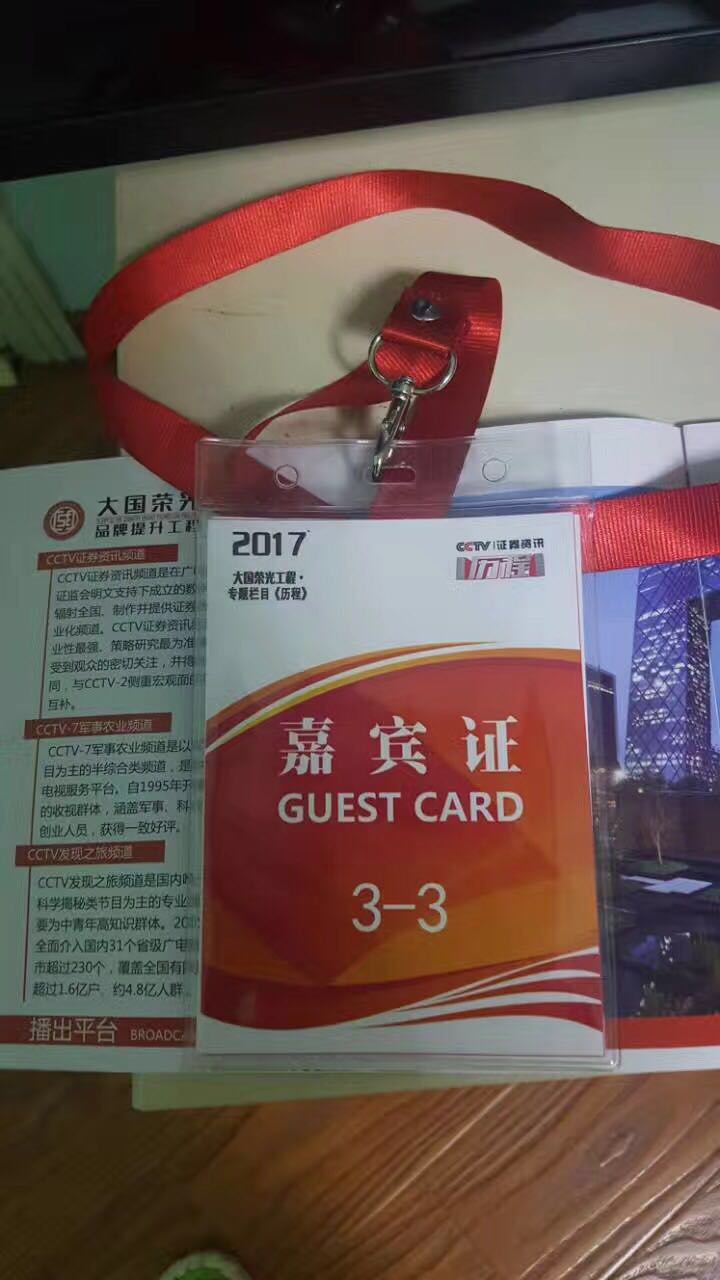 大国荣光
品牌提升工程
CCTV证券资讯频道
CCTV证券资讯频道是在广
证监会明文支持下成立的
辐射全国、制作并提供证券
业化频道。CCTV证券资讯
业性最强、策略研究最为准
受到观众的密切关注，并得
同，与CCTV-2侧重宏观面的
互补。
CCTV-7军事农业频道
CCTV-7军事农业频道是以
目为主的半综合类频道，是
电视服务平台。自1995年开
的收视群体，涵盖军事、科
创业人员，获得一致好评。
CCTV发现之旅频道
CCTV发现之旅频道是国内
科学揭秘类节目为主的专业
要为中青年高知识群体。20
全面介入国内31个省级广电
市超过230个，覆盖全国有
超过1.6亿户、约4.8亿人群。
播出平台 BROADCA
2017
大国荣光工程·
专题栏目《历程》
CCTV 证券资讯
历程
嘉宾证
GUEST CARD
3-3